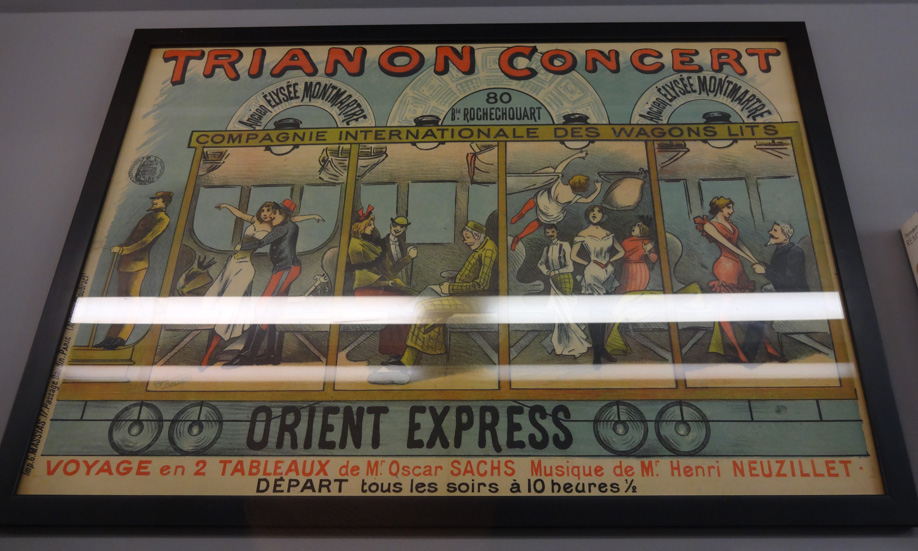 TRIANON CONCERT
Ancien ÉLYSÉE MONTMARTRE
80
Bd ROCHECHOUART
Ancien ÉLYSÉE MONTMARTRE
COMPAGNIE INTERNATIONALE DES WAGONS LITS
ORIENT EXPRESS
VOYAGE en 2 TABLEAUX de Mr Oscar SACHS Musique de Mr Henri NEUZILLET.
DÉPART tous les soirs à 10 heures ½